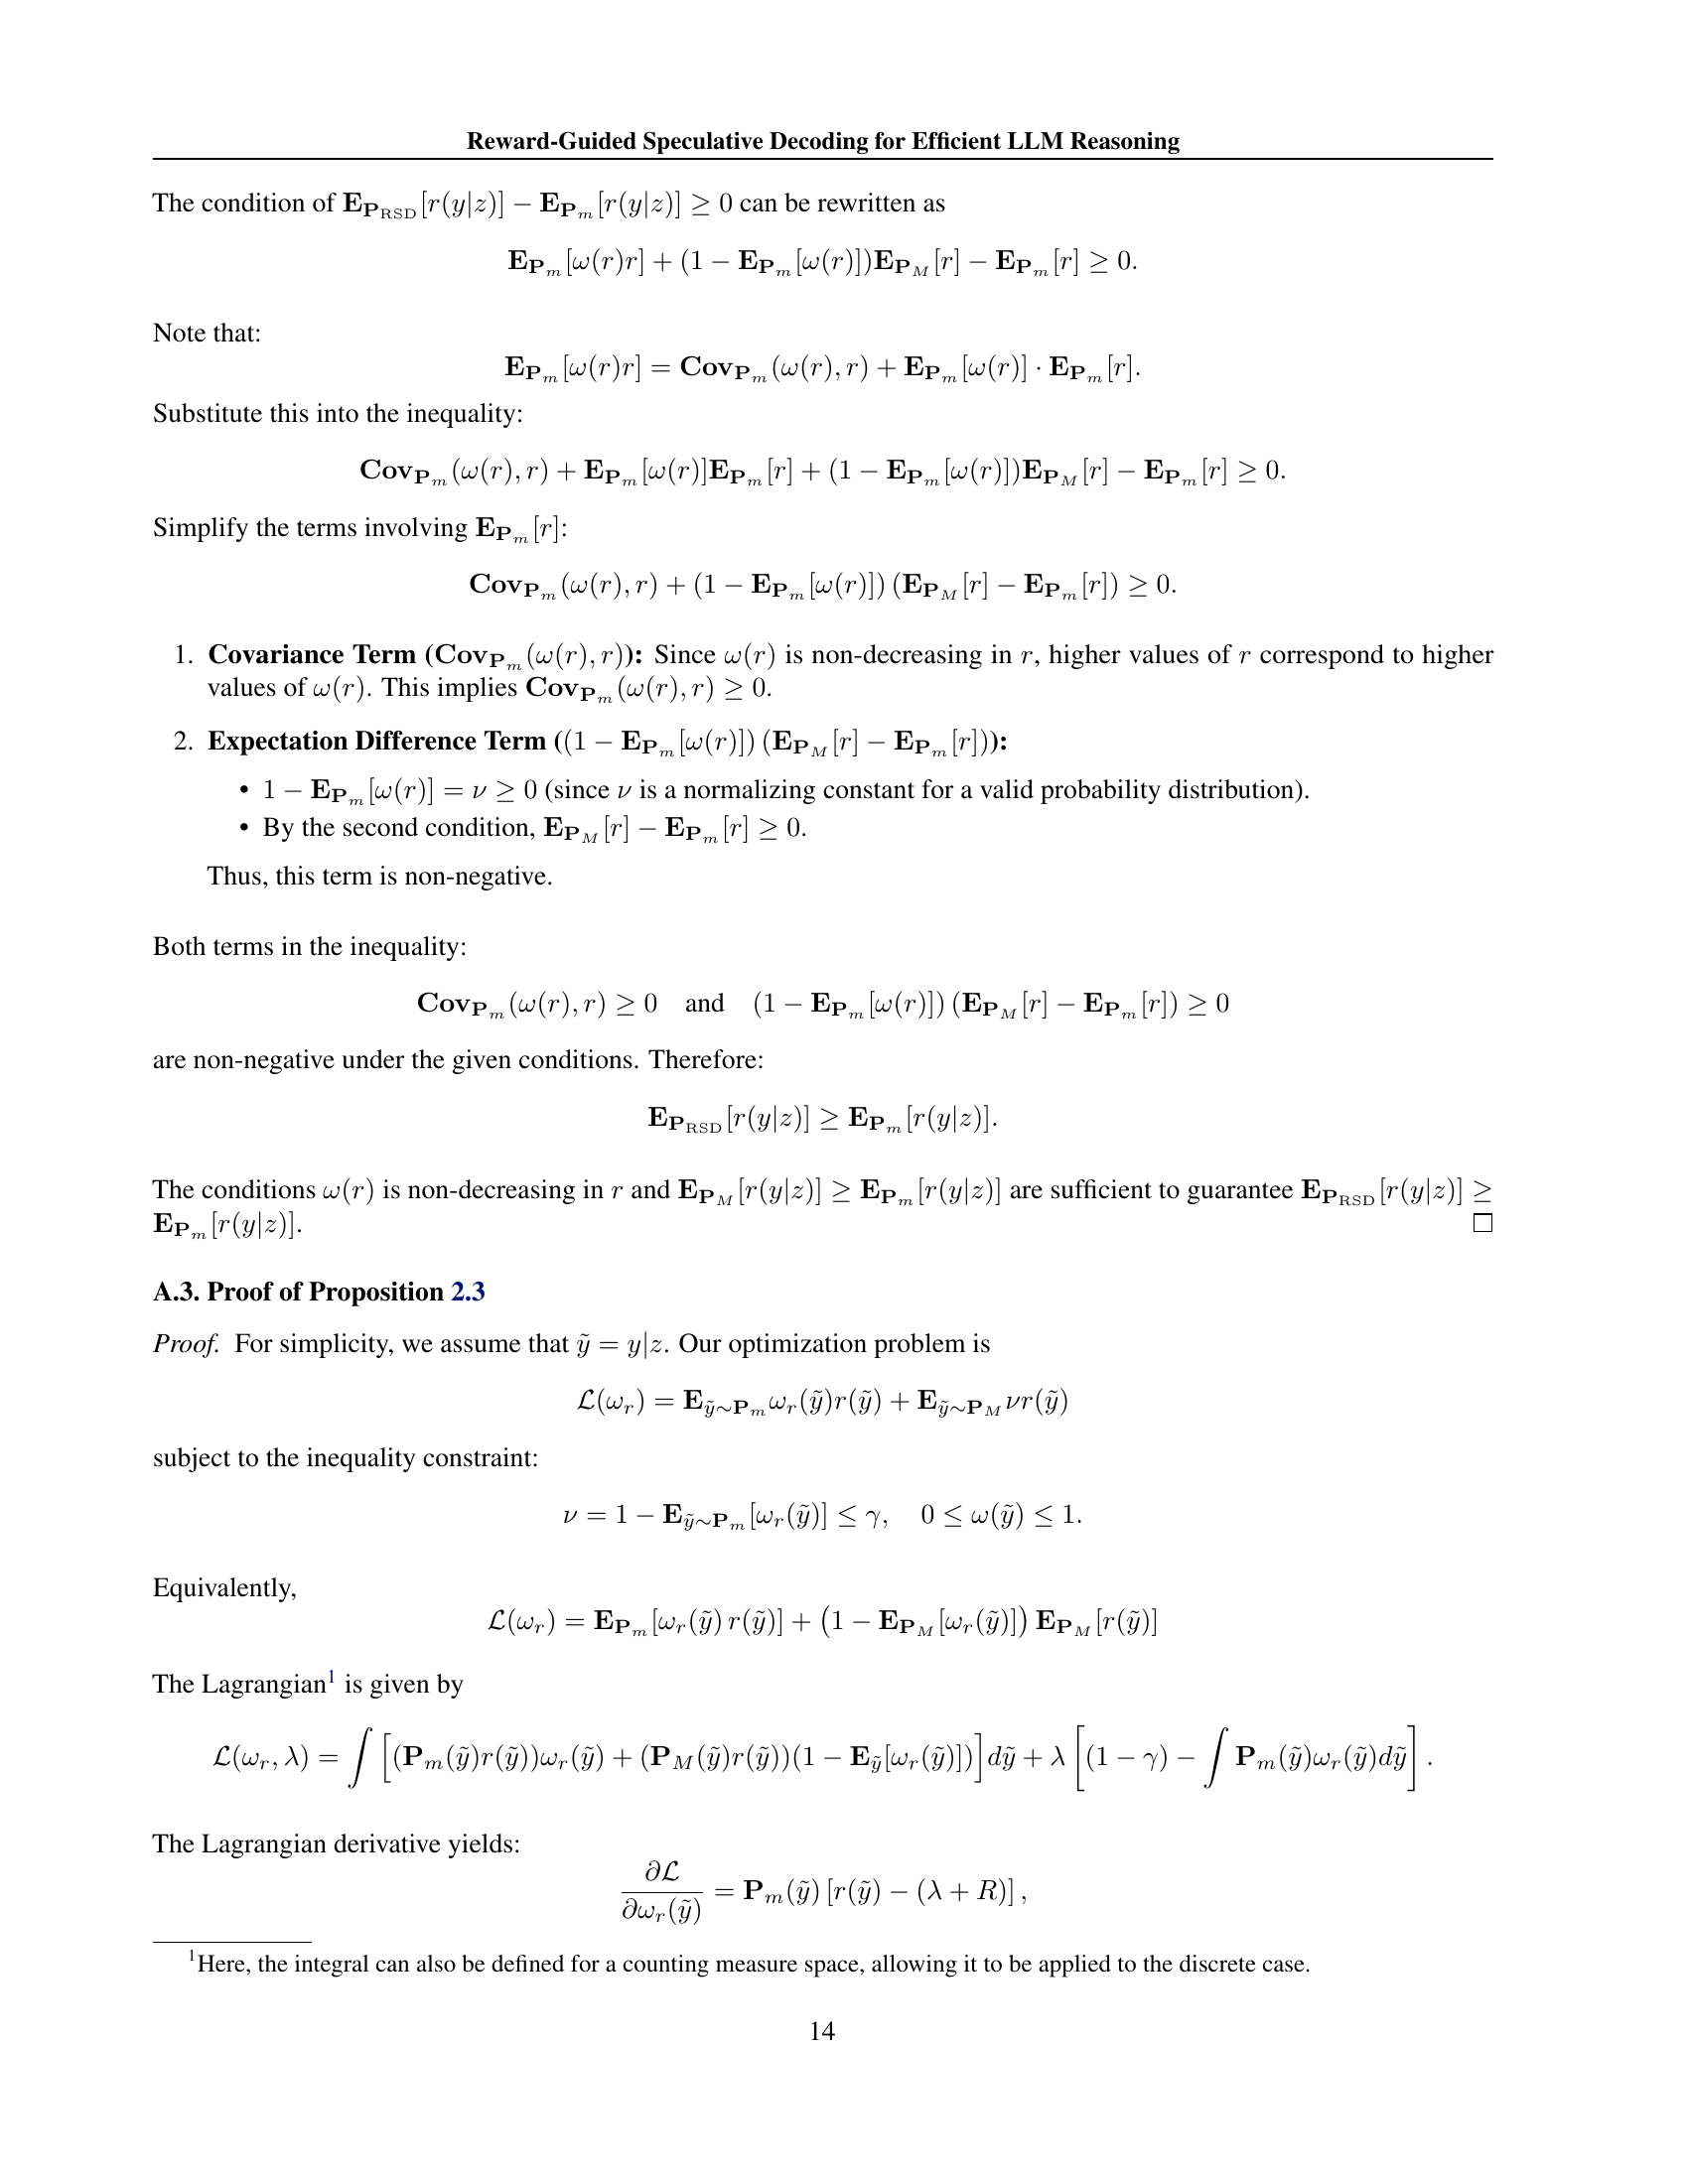 Reward-Guided Speculative Decoding for Efficient LLM Reasoning
The condition of $\mathbf{E}_{\mathbf{P}_{\mathrm{RSD}}}[r(y|z)] - \mathbf{E}_{\mathbf{P}_m}[r(y|z)] \geq 0$ can be rewritten as
$\mathbf{E}_{\mathbf{P}_m}[\omega(r)r] + (1 - \mathbf{E}_{\mathbf{P}_m}[\omega(r)])\mathbf{E}_{\mathbf{P}_M}[r] - \mathbf{E}_{\mathbf{P}_m}[r] \geq 0.$
Note that:
$\mathbf{E}_{\mathbf{P}_m}[\omega(r)r] = \mathbf{Cov}_{\mathbf{P}_m}(\omega(r), r) + \mathbf{E}_{\mathbf{P}_m}[\omega(r)] \cdot \mathbf{E}_{\mathbf{P}_m}[r].$
Substitute this into the inequality:
$\mathbf{Cov}_{\mathbf{P}_m}(\omega(r), r) + \mathbf{E}_{\mathbf{P}_m}[\omega(r)]\mathbf{E}_{\mathbf{P}_m}[r] + (1 - \mathbf{E}_{\mathbf{P}_m}[\omega(r)])\mathbf{E}_{\mathbf{P}_M}[r] - \mathbf{E}_{\mathbf{P}_m}[r] \geq 0.$
Simplify the terms involving $\mathbf{E}_{\mathbf{P}_m}[r]$:
$\mathbf{Cov}_{\mathbf{P}_m}(\omega(r), r) + (1 - \mathbf{E}_{\mathbf{P}_m}[\omega(r)]) (\mathbf{E}_{\mathbf{P}_M}[r] - \mathbf{E}_{\mathbf{P}_m}[r]) \geq 0.$
1. Covariance Term ($\mathbf{Cov}_{\mathbf{P}_m}(\omega(r), r)$): Since $\omega(r)$ is non-decreasing in $r$, higher values of $r$ correspond to higher
values of $\omega(r)$. This implies $\mathbf{Cov}_{\mathbf{P}_m}(\omega(r), r) \geq 0$.
2. Expectation Difference Term ($(1 - \mathbf{E}_{\mathbf{P}_m}[\omega(r)]) (\mathbf{E}_{\mathbf{P}_M}[r] - \mathbf{E}_{\mathbf{P}_m}[r])$):
• $1 - \mathbf{E}_{\mathbf{P}_m}[\omega(r)] = \nu \geq 0$ (since $\nu$ is a normalizing constant for a valid probability distribution).
• By the second condition, $\mathbf{E}_{\mathbf{P}_M}[r] - \mathbf{E}_{\mathbf{P}_m}[r] \geq 0$.
Thus, this term is non-negative.
Both terms in the inequality:
$\mathbf{Cov}_{\mathbf{P}_m}(\omega(r), r) \geq 0$ and $(1 - \mathbf{E}_{\mathbf{P}_m}[\omega(r)]) (\mathbf{E}_{\mathbf{P}_M}[r] - \mathbf{E}_{\mathbf{P}_m}[r]) \geq 0$
are non-negative under the given conditions. Therefore:
$\mathbf{E}_{\mathbf{P}_{\mathrm{RSD}}}[r(y|z)] \geq \mathbf{E}_{\mathbf{P}_m}[r(y|z)].$
The conditions $\omega(r)$ is non-decreasing in $r$ and $\mathbf{E}_{\mathbf{P}_M}[r(y|z)] \geq \mathbf{E}_{\mathbf{P}_m}[r(y|z)]$ are sufficient to guarantee $\mathbf{E}_{\mathbf{P}_{\mathrm{RSD}}}[r(y|z)] \geq$
$\mathbf{E}_{\mathbf{P}_m}[r(y|z)]$. □
A.3. Proof of Proposition 2.3
Proof. For simplicity, we assume that $\tilde{y} = y|z$. Our optimization problem is
$\mathcal{L}(\omega_r) = \mathbf{E}_{\tilde{y} \sim \mathbf{P}_m} \omega_r(\tilde{y})r(\tilde{y}) + \mathbf{E}_{\tilde{y} \sim \mathbf{P}_M} \nu r(\tilde{y})$
subject to the inequality constraint:
$\nu = 1 - \mathbf{E}_{\tilde{y} \sim \mathbf{P}_m}[\omega_r(\tilde{y})] \leq \gamma, \quad 0 \leq \omega(\tilde{y}) \leq 1.$
Equivalently,
$\mathcal{L}(\omega_r) = \mathbf{E}_{\mathbf{P}_m}[\omega_r(\tilde{y}) r(\tilde{y})] + (1 - \mathbf{E}_{\mathbf{P}_M}[\omega_r(\tilde{y})]) \mathbf{E}_{\mathbf{P}_M}[r(\tilde{y})]$
The Lagrangian$^1$ is given by
$\mathcal{L}(\omega_r, \lambda) = \int \Big[ (\mathbf{P}_m(\tilde{y})r(\tilde{y}))\omega_r(\tilde{y}) + (\mathbf{P}_M(\tilde{y})r(\tilde{y}))(1 - \mathbf{E}_{\tilde{y}}[\omega_r(\tilde{y})]) \Big] d\tilde{y} + \lambda \left[ (1 - \gamma) - \int \mathbf{P}_m(\tilde{y})\omega_r(\tilde{y})d\tilde{y} \right].$
The Lagrangian derivative yields:
$\frac{\partial \mathcal{L}}{\partial \omega_r(\tilde{y})} = \mathbf{P}_m(\tilde{y}) [r(\tilde{y}) - (\lambda + R)],$
$^1$Here, the integral can also be defined for a counting measure space, allowing it to be applied to the discrete case.
14